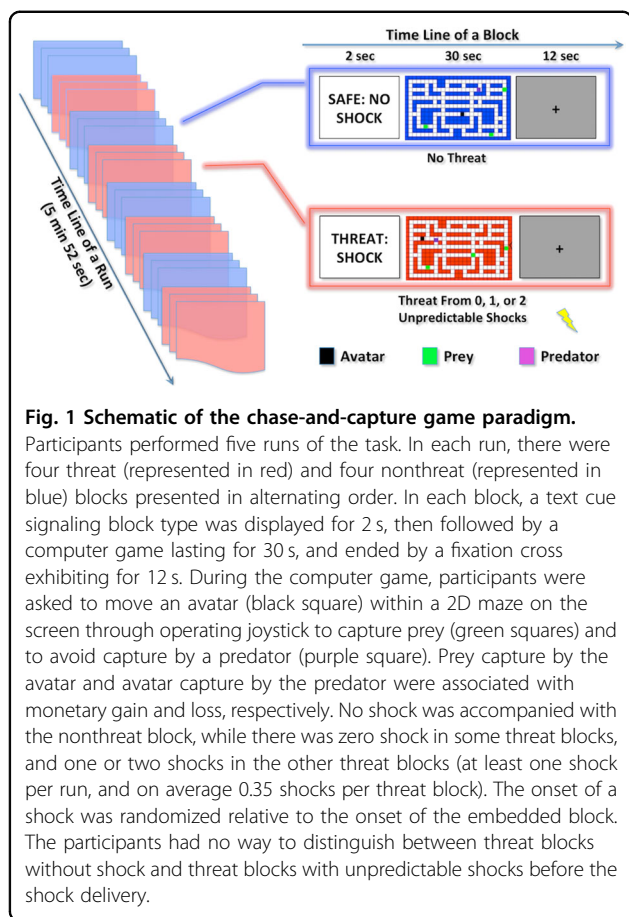 Time Line of a Block
2 sec 30 sec 12 sec
SAFE: NO
SHOCK
+
No Threat
Time Line of a Run
(5 min 52 sec)
THREAT:
SHOCK
+
Threat From 0, 1, or 2
Unpredictable Shocks
Avatar Prey Predator
Fig. 1 Schematic of the chase-and-capture game paradigm.
Participants performed five runs of the task. In each run, there were
four threat (represented in red) and four nonthreat (represented in
blue) blocks presented in alternating order. In each block, a text cue
signaling block type was displayed for 2 s, then followed by a
computer game lasting for 30 s, and ended by a fixation cross
exhibiting for 12 s. During the computer game, participants were
asked to move an avatar (black square) within a 2D maze on the
screen through operating joystick to capture prey (green squares) and
to avoid capture by a predator (purple square). Prey capture by the
avatar and avatar capture by the predator were associated with
monetary gain and loss, respectively. No shock was accompanied with
the nonthreat block, while there was zero shock in some threat blocks,
and one or two shocks in the other threat blocks (at least one shock
per run, and on average 0.35 shocks per threat block). The onset of a
shock was randomized relative to the onset of the embedded block.
The participants had no way to distinguish between threat blocks
without shock and threat blocks with unpredictable shocks before the
shock delivery.